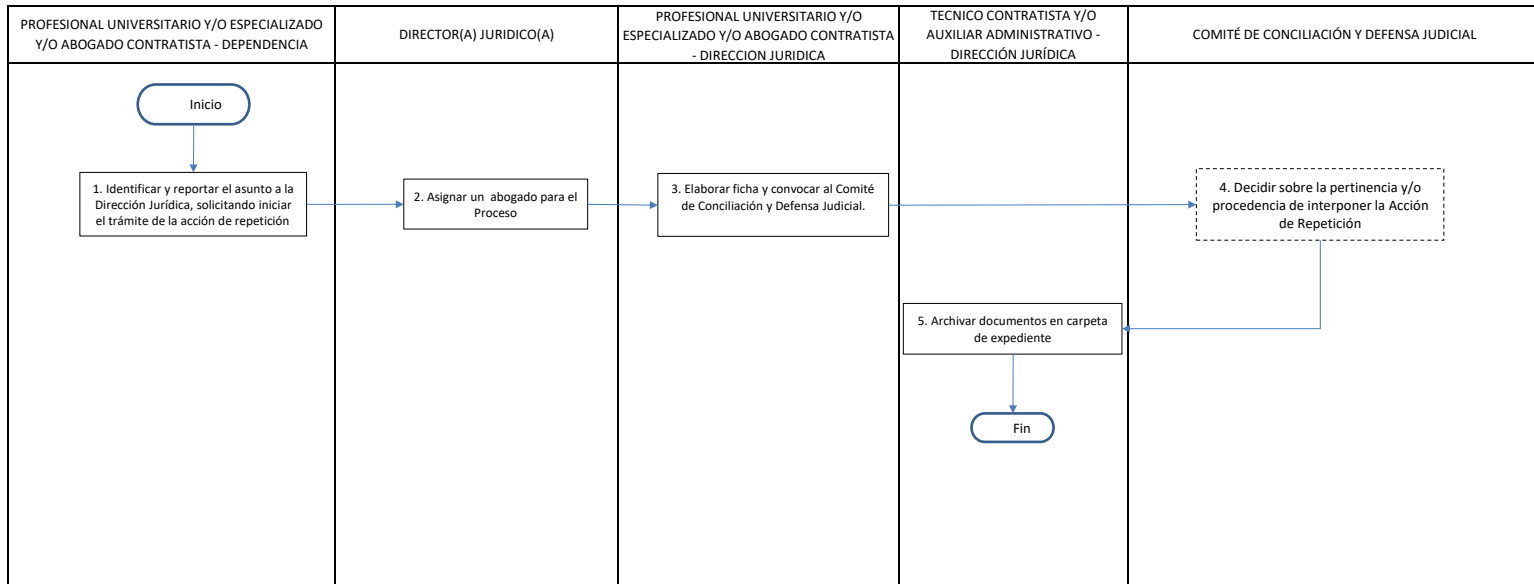 PROFESIONAL UNIVERSITARIO Y/O ESPECIALIZADO
Y/O ABOGADO CONTRATISTA - DEPENDENCIA
DIRECTOR(A) JURIDICO(A)
PROFESIONAL UNIVERSITARIO Y/O
ESPECIALIZADO Y/O ABOGADO CONTRATISTA
- DIRECCION JURIDICA
TECNICO CONTRATISTA Y/O
AUXILIAR ADMINISTRATIVO -
DIRECCIÓN JURÍDICA
COMITÉ DE CONCILIACIÓN Y DEFENSA JUDICIAL
Inicio
1. Identificar y reportar el asunto a la
Dirección Jurídica, solicitando iniciar
el trámite de la acción de repetición
2. Asignar un abogado para el
Proceso
3. Elaborar ficha y convocar al Comité
de Conciliación y Defensa Judicial.
4. Decidir sobre la pertinencia y/o
procedencia de interponer la Acción
de Repetición
5. Archivar documentos en carpeta
de expediente
Fin